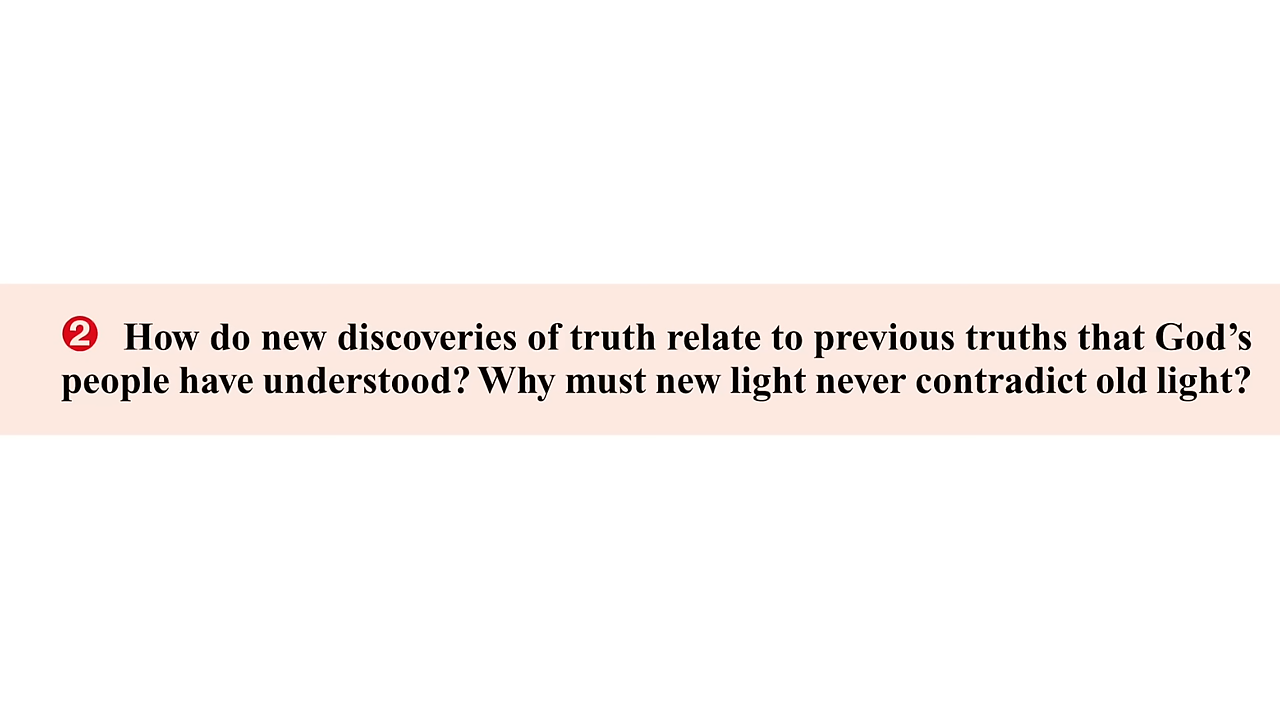 ❷ How do new discoveries of truth relate to previous truths that God’s
people have understood? Why must new light never contradict old light?